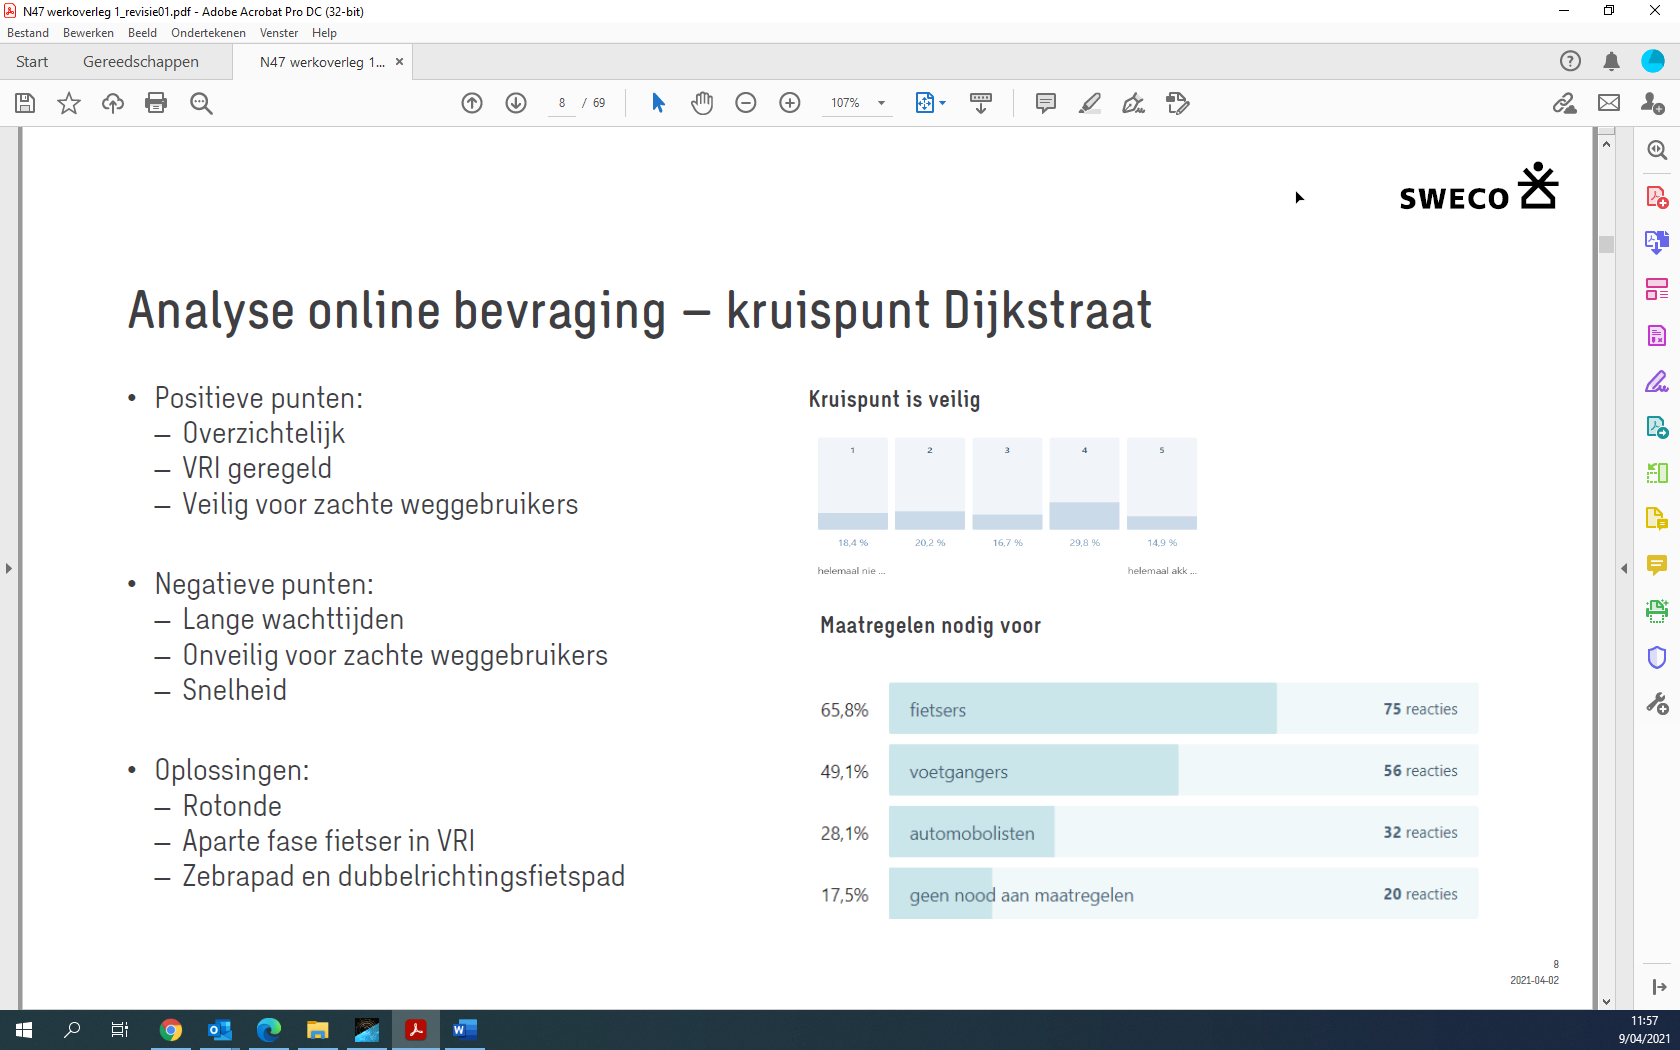 N47 werkoverleg 1_revisie01.pdf - Adobe Acrobat Pro DC (32-bit)
Bestand Bewerken Beeld Ondertekenen Venster Help
Start Gereedschappen N47 werkoverleg 1... ×
8 / 69 107%
SWECO
Analyse online bevraging – kruispunt Dijkstraat
• Positieve punten:
– Overzichtelijk
– VRI geregeld
– Veilig voor zachte weggebruikers
• Negatieve punten:
– Lange wachttijden
– Onveilig voor zachte weggebruikers
– Snelheid
• Oplossingen:
– Rotonde
– Aparte fase fietser in VRI
– Zebrapad en dubbelrichtingsfietspad
Kruispunt is veilig
1 2 3 4 5
18,4 % 20,2 % 16,7 % 29,8 % 14,9 %
helemaal nie ... helemaal akk ...
Maatregelen nodig voor
65,8% fietsers 75 reacties
49,1% voetgangers 56 reacties
28,1% automobolisten 32 reacties
17,5% geen nood aan maatregelen 20 reacties
8
2021-04-02
11:57
9/04/2021